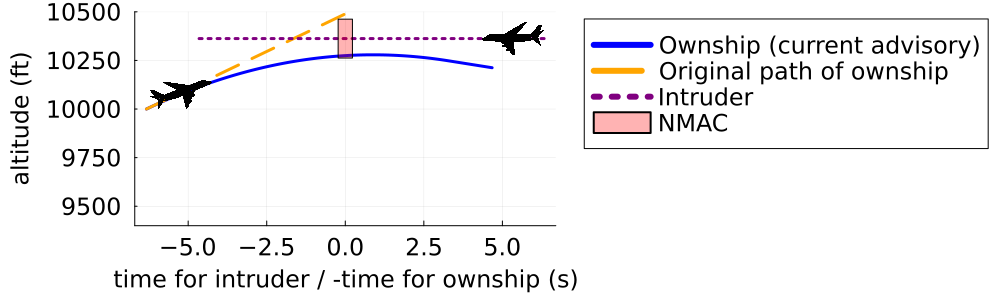 10500
10250
10000
9750
9500
altitude (ft)
−5.0 −2.5 0.0 2.5 5.0
time for intruder / -time for ownship (s)
Ownship (current advisory)
Original path of ownship
Intruder
NMAC